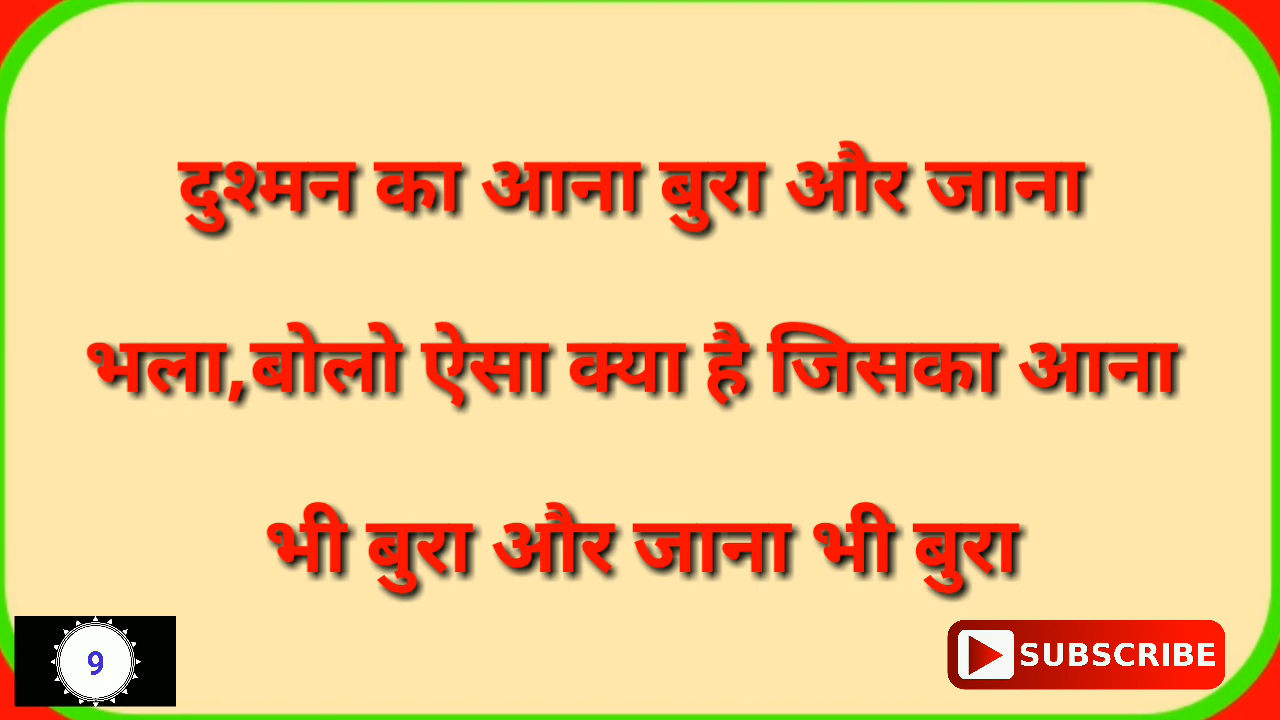 दुश्मन का आना बुरा और जाना
भला,बोलो ऐसा क्या है जिसका आना
भी बुरा और जाना भी बुरा
9
SUBSCRIBE